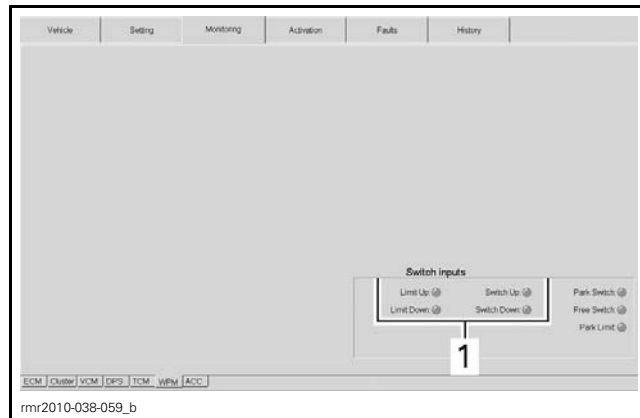 Vehicle Setting Monitoring Activation Faults History
Switch inputs
Limit Up: Switch Up: Park Switch:
Limit Down: Switch Down: Free Switch:
Park Limit:
1
ECM Cluster VCM DPS TCM WPM ACC
rmr2010-038-059_b